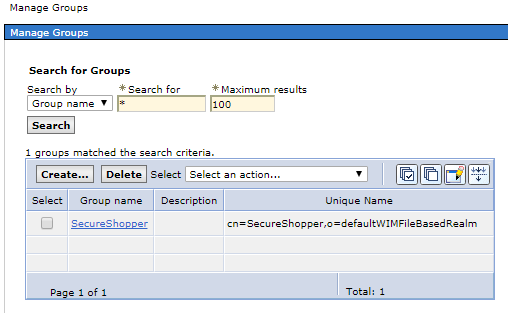 Manage Groups
Manage Groups
Search for Groups
Search by * Search for * Maximum results
Group name * 100
Search
1 groups matched the search criteria.
Create... Delete Select Select an action...
Select Group name Description Unique Name
SecureShopper cn=SecureShopper,o=defaultWIMFileBasedRealm
Page 1 of 1 Total: 1